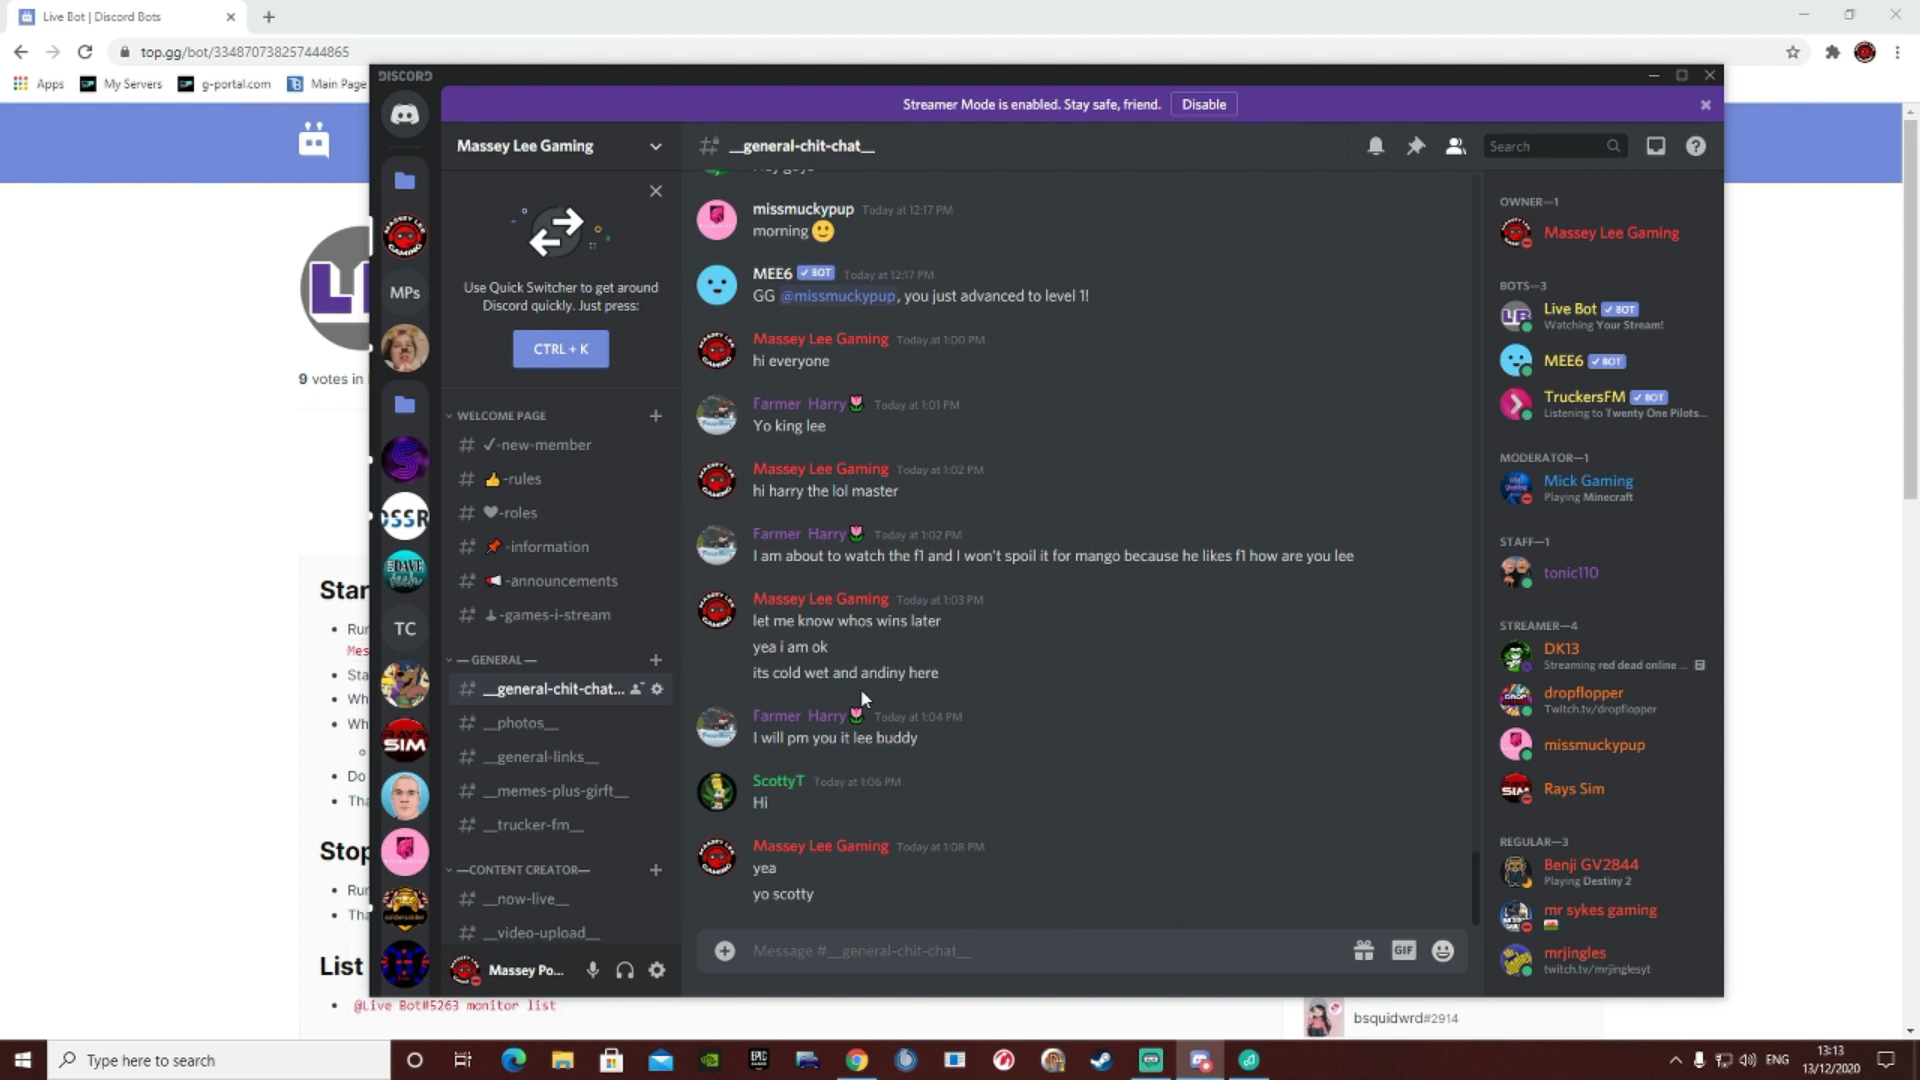 Live Bot | Discord Bots
top.gg/bot/334870738257444865
Apps
My Servers
g-portal.com
Main Page
DISCORD
Streamer Mode is enabled. Stay safe, friend.
Disable
Massey Lee Gaming
__general-chit-chat__
Search
9 votes in
MPs
TC
Use Quick Switcher to get around
Discord quickly. Just press:
CTRL + K
WELCOME PAGE
✓-new-member
👍-rules
♥-roles
📌-information
📢-announcements
-games-i-stream
—GENERAL—
__general-chit-chat...
__photos__
__general-links__
__memes-plus-girft__
__trucker-fm__
—CONTENT CREATOR—
__now-live__
__video-upload__
Massey Po...
missmuckypup Today at 12:17 PM
morning 🙂
MEE6 ✓ BOT Today at 12:17 PM
GG @missmuckypup, you just advanced to level 1!
Massey Lee Gaming Today at 1:00 PM
hi everyone
Farmer Harry🌷 Today at 1:01 PM
Yo king lee
Massey Lee Gaming Today at 1:02 PM
hi harry the lol master
Farmer Harry🌷 Today at 1:02 PM
I am about to watch the f1 and I won't spoil it for mango because he likes f1 how are you lee
Massey Lee Gaming Today at 1:03 PM
let me know whos wins later
yea i am ok
its cold wet and andiny here
Farmer Harry🌷 Today at 1:04 PM
I will pm you it lee buddy
ScottyT Today at 1:06 PM
Hi
Massey Lee Gaming Today at 1:08 PM
yea
yo scotty
Message #__general-chit-chat__
GIF
OWNER—1
Massey Lee Gaming
BOTS—3
Live Bot ✓ BOT
Watching Your Stream!
MEE6 ✓ BOT
TruckersFM ✓ BOT
Listening to Twenty One Pilots...
MODERATOR—1
Mick Gaming
Playing Minecraft
STAFF—1
tonic110
STREAMER—4
DK13
Streaming red dead online ...
dropflopper
Twitch.tv/dropflopper
missmuckypup
Rays Sim
REGULAR—3
Benji GV2844
Playing Destiny 2
mr sykes gaming
mrjingles
twitch.tv/mrjinglesyt
Star
Run
Mes
Sta
Wh
Wh
Do
Tha
Stop
Run
Tha
List
@Live Bot#5263 monitor list
bsquidwrd#2914
Type here to search
ENG
13:13
13/12/2020